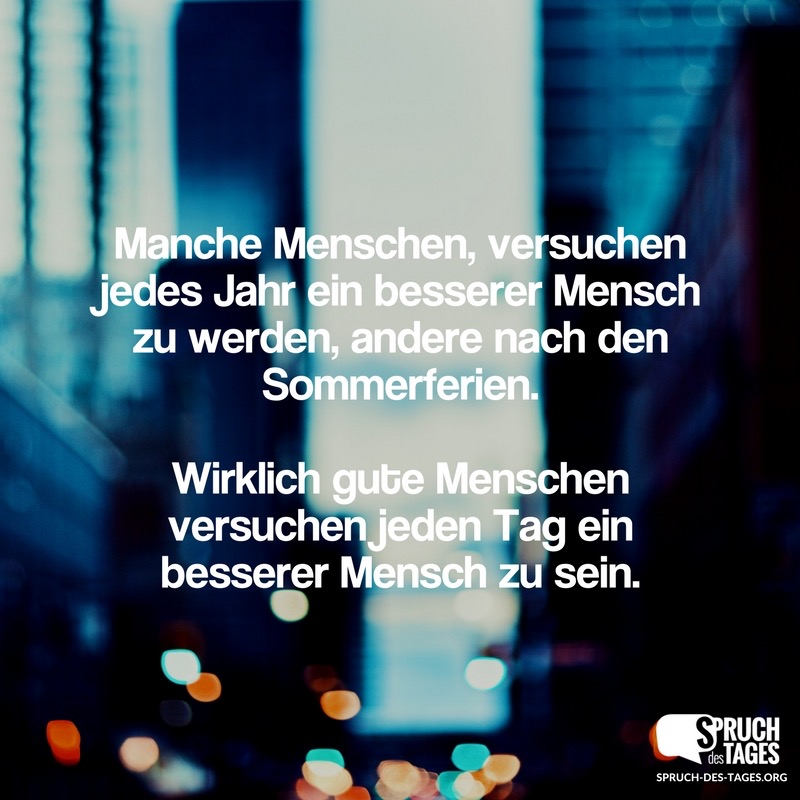 Manche Menschen, versuchen
jedes Jahr ein besserer Mensch
zu werden, andere nach den
Sommerferien.
Wirklich gute Menschen
versuchen jeden Tag ein
besserer Mensch zu sein.
SPRUCH
des TAGES
SPRUCH-DES-TAGES.ORG